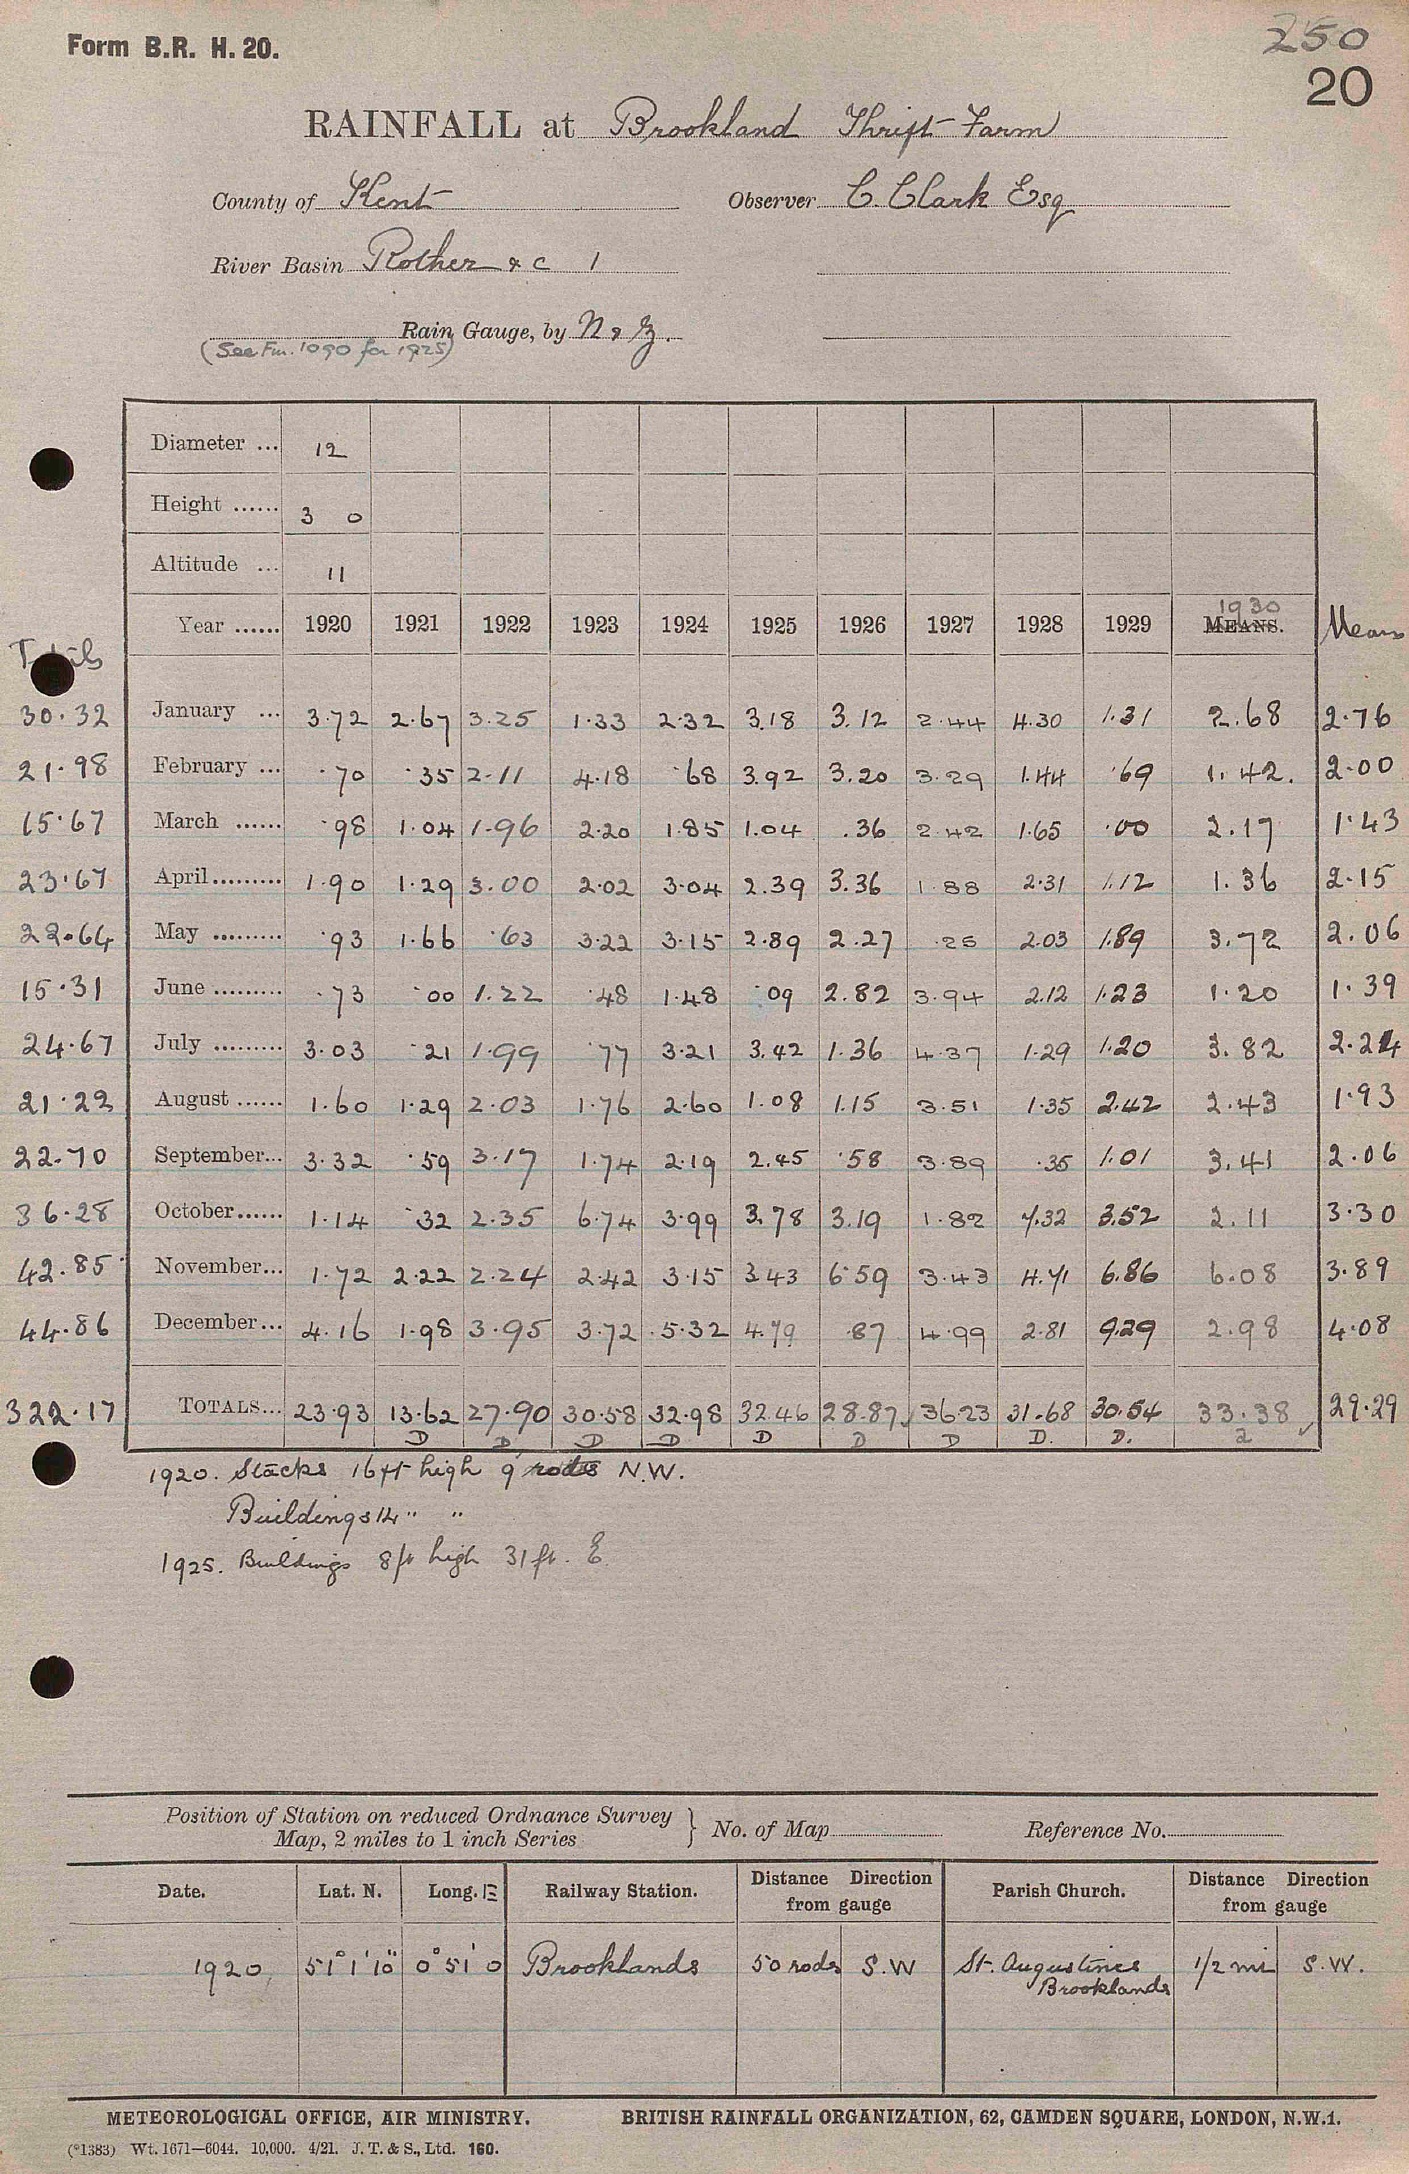 Form B.R. H. 20.
250
20
RAINFALL at Brookland Thrift Farm
County of Kent Observer C. Clark Esq
River Basin Rother & c 1
Rain Gauge, by N & Z.
(See Fm. 1090 for 1925)
Diameter ... 12
Height ...... 3 0
Altitude ... 11
Totals Year ...... 1920 1921 1922 1923 1924 1925 1926 1927 1928 1929 1930 MEANS. Means
30.32 January ... 3.72 2.67 3.25 1.33 2.32 3.18 3.12 2.44 4.30 1.31 2.68 2.76
21.98 February ... .70 .35 2.11 4.18 .68 3.92 3.20 3.29 1.44 .69 1.42. 2.00
15.67 March ...... .98 1.04 1.96 2.20 1.85 1.04 .36 2.42 1.65 .00 2.17 1.43
23.67 April......... 1.90 1.29 3.00 2.02 3.04 2.39 3.36 1.88 2.31 1.12 1.36 2.15
22.64 May ......... .93 1.66 .63 3.22 3.15 2.89 2.27 .25 2.03 1.89 3.72 2.06
15.31 June ......... .73 .00 1.22 .48 1.48 .09 2.82 3.94 2.12 1.23 1.20 1.39
24.67 July ......... 3.03 .21 1.99 .77 3.21 3.42 1.36 4.37 1.29 1.20 3.82 2.24
21.22 August ...... 1.60 1.29 2.03 1.76 2.60 1.08 1.15 3.51 1.35 2.42 2.43 1.93
22.70 September... 3.32 .59 3.17 1.74 2.19 2.45 .58 3.89 .35 1.01 3.41 2.06
36.28 October...... 1.14 .32 2.35 6.74 3.99 3.78 3.19 1.82 7.32 3.52 2.11 3.30
42.85 November... 1.72 2.22 2.24 2.42 3.15 3.43 6.59 3.43 4.71 6.86 6.08 3.89
44.86 December... 4.16 1.98 3.95 3.72 5.32 4.79 .87 4.99 2.81 9.29 2.98 4.08
322.17 TOTALS... 23.93 13.62 27.90 30.58 32.98 32.46 28.87 36.23 31.68 30.54 33.38 29.29
D D D D D D D D. D. 2
1920. Stacks 16ft high 9 rods N.W.
Buildings 14 " "
1925. Buildings 8ft high 31 ft. E.
Position of Station on reduced Ordnance Survey
Map, 2 miles to 1 inch Series } No. of Map Reference No.
Date. Lat. N. Long. E Railway Station. Distance Direction from gauge Parish Church. Distance Direction from gauge
1920 51° 1' 10" 0° 51' 0 Brooklands 50 rods S.W St. Augustines ½ mi S.W.
Brooklands
METEOROLOGICAL OFFICE, AIR MINISTRY. BRITISH RAINFALL ORGANIZATION, 62, CAMDEN SQUARE, LONDON, N.W.1.
(*1383) Wt. 1671—6044. 10,000. 4/21. J. T. & S., Ltd. 160.